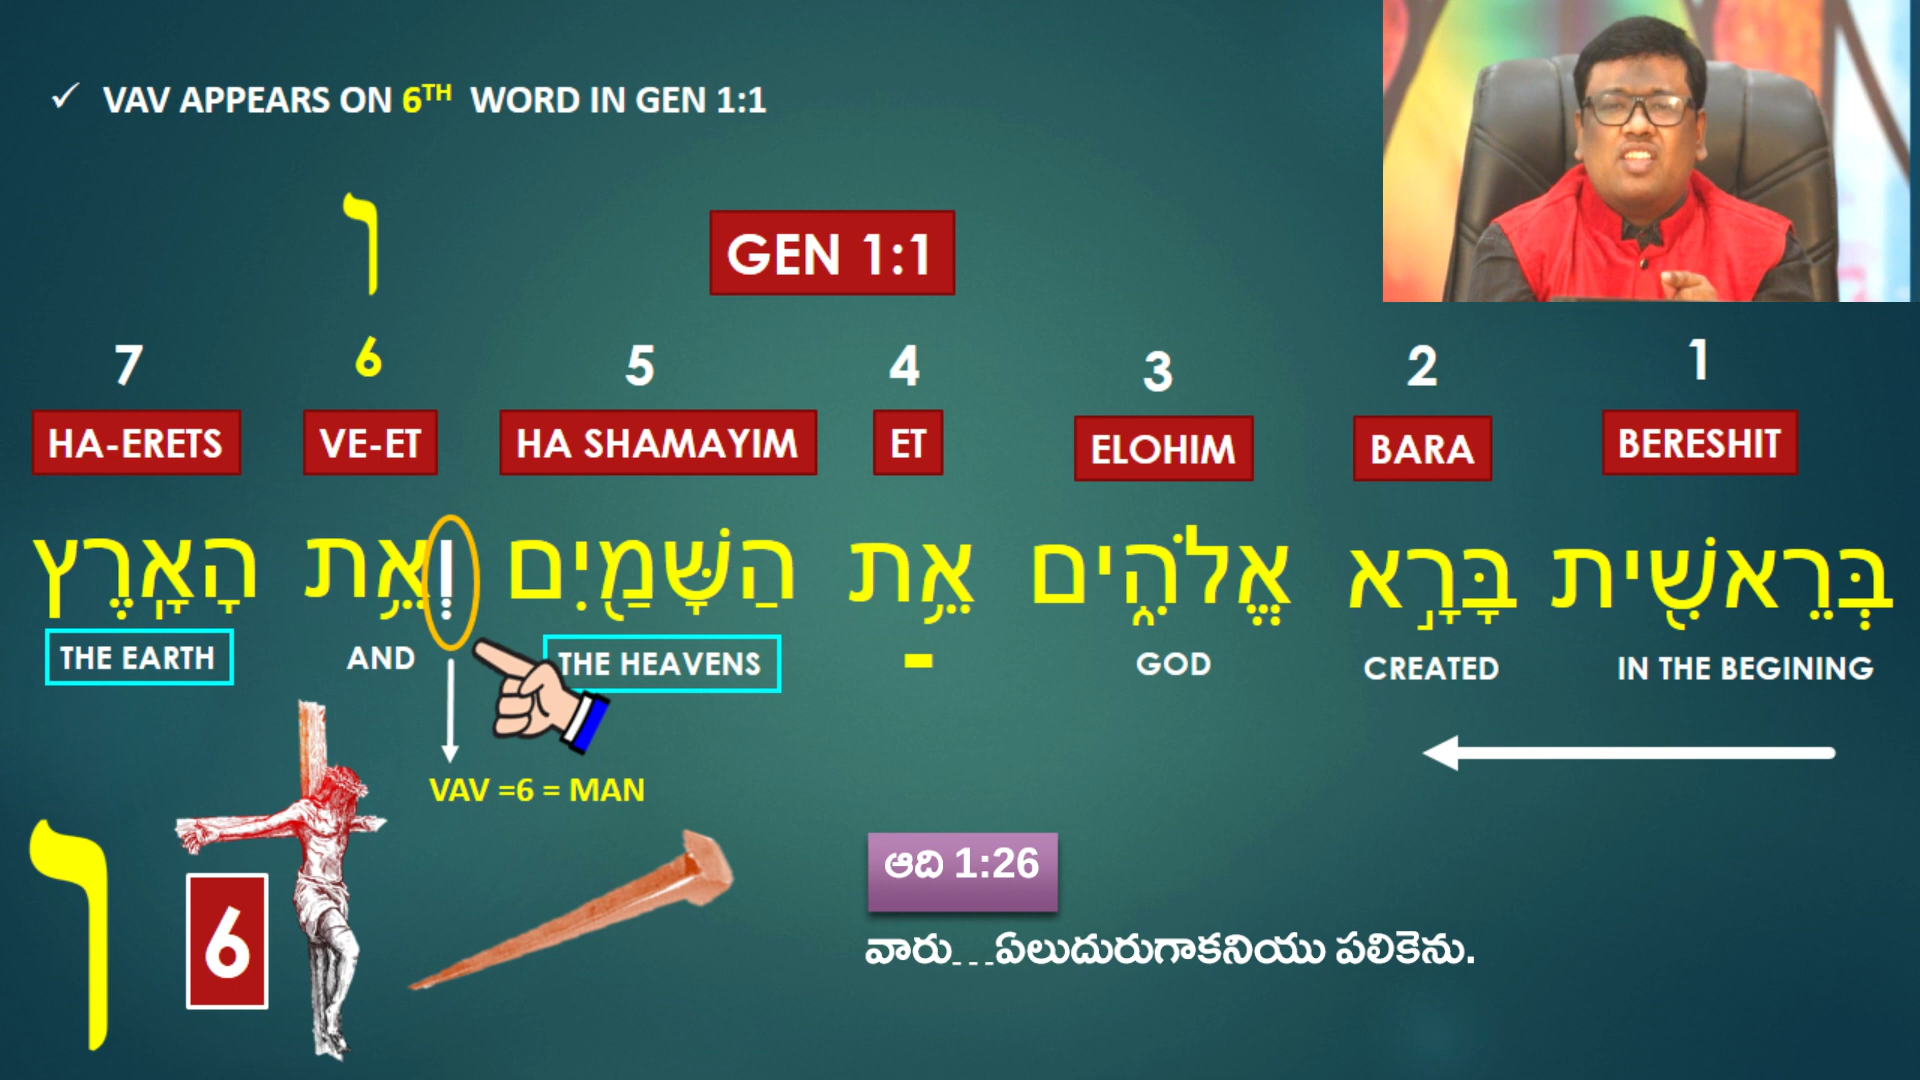 ✓ VAV APPEARS ON 6TH WORD IN GEN 1:1
ו
GEN 1:1
7 6 5 4 3 2 1
HA-ERETS VE-ET HA SHAMAYIM ET ELOHIM BARA BERESHIT
בְּרֵאשִׁ֖ית בָּרָ֣א אֱלֹהִ֑ים אֵ֥ת הַשָּׁמַ֖יִם וְאֵ֥ת הָאָֽרֶץ
THE EARTH AND THE HEAVENS - GOD CREATED IN THE BEGINING
VAV =6 = MAN
ו
6
ఆది 1:26
వారు...ఏలుదురుగాకనియు పలికెను.